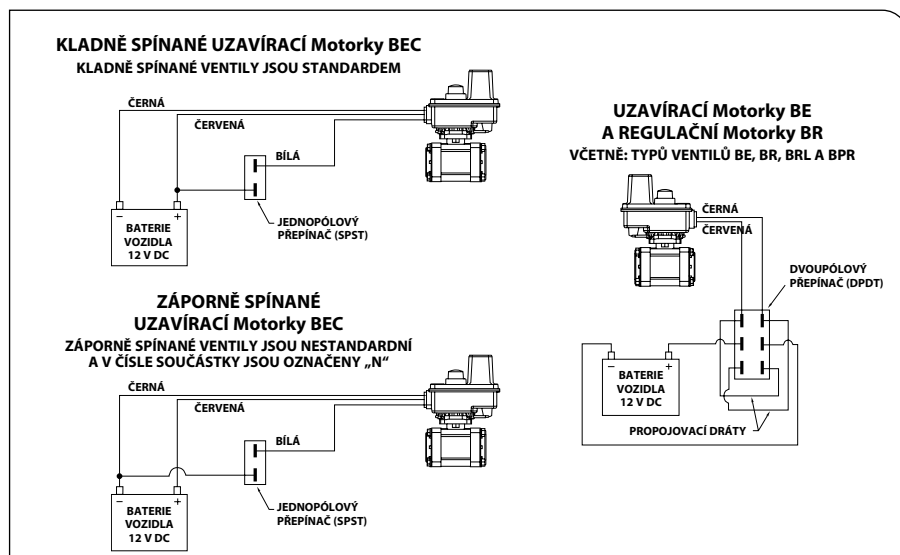 KLADNĚ SPÍNANÉ UZAVÍRACÍ Motorky BEC
KLADNĚ SPÍNANÉ VENTILY JSOU STANDARDEM
ČERNÁ
ČERVENÁ
BÍLÁ
JEDNOPÓLOVÝ
PŘEPÍNAČ (SPST)
– +
BATERIE
VOZIDLA
12 V DC
ZÁPORNĚ SPÍNANÉ
UZAVÍRACÍ Motorky BEC
ZÁPORNĚ SPÍNANÉ VENTILY JSOU NESTANDARDNÍ
A V ČÍSLE SOUČÁSTKY JSOU OZNAČENY „N“
ČERNÁ
ČERVENÁ
BÍLÁ
JEDNOPÓLOVÝ
PŘEPÍNAČ (SPST)
– +
BATERIE
VOZIDLA
12 V DC
UZAVÍRACÍ Motorky BE
A REGULAČNÍ Motorky BR
VČETNĚ: TYPŮ VENTILŮ BE, BR, BRL A BPR
ČERNÁ
ČERVENÁ
DVOUPÓLOVÝ
PŘEPÍNAČ (DPDT)
– +
BATERIE
VOZIDLA
12 V DC
PROPOJOVACÍ DRÁTY